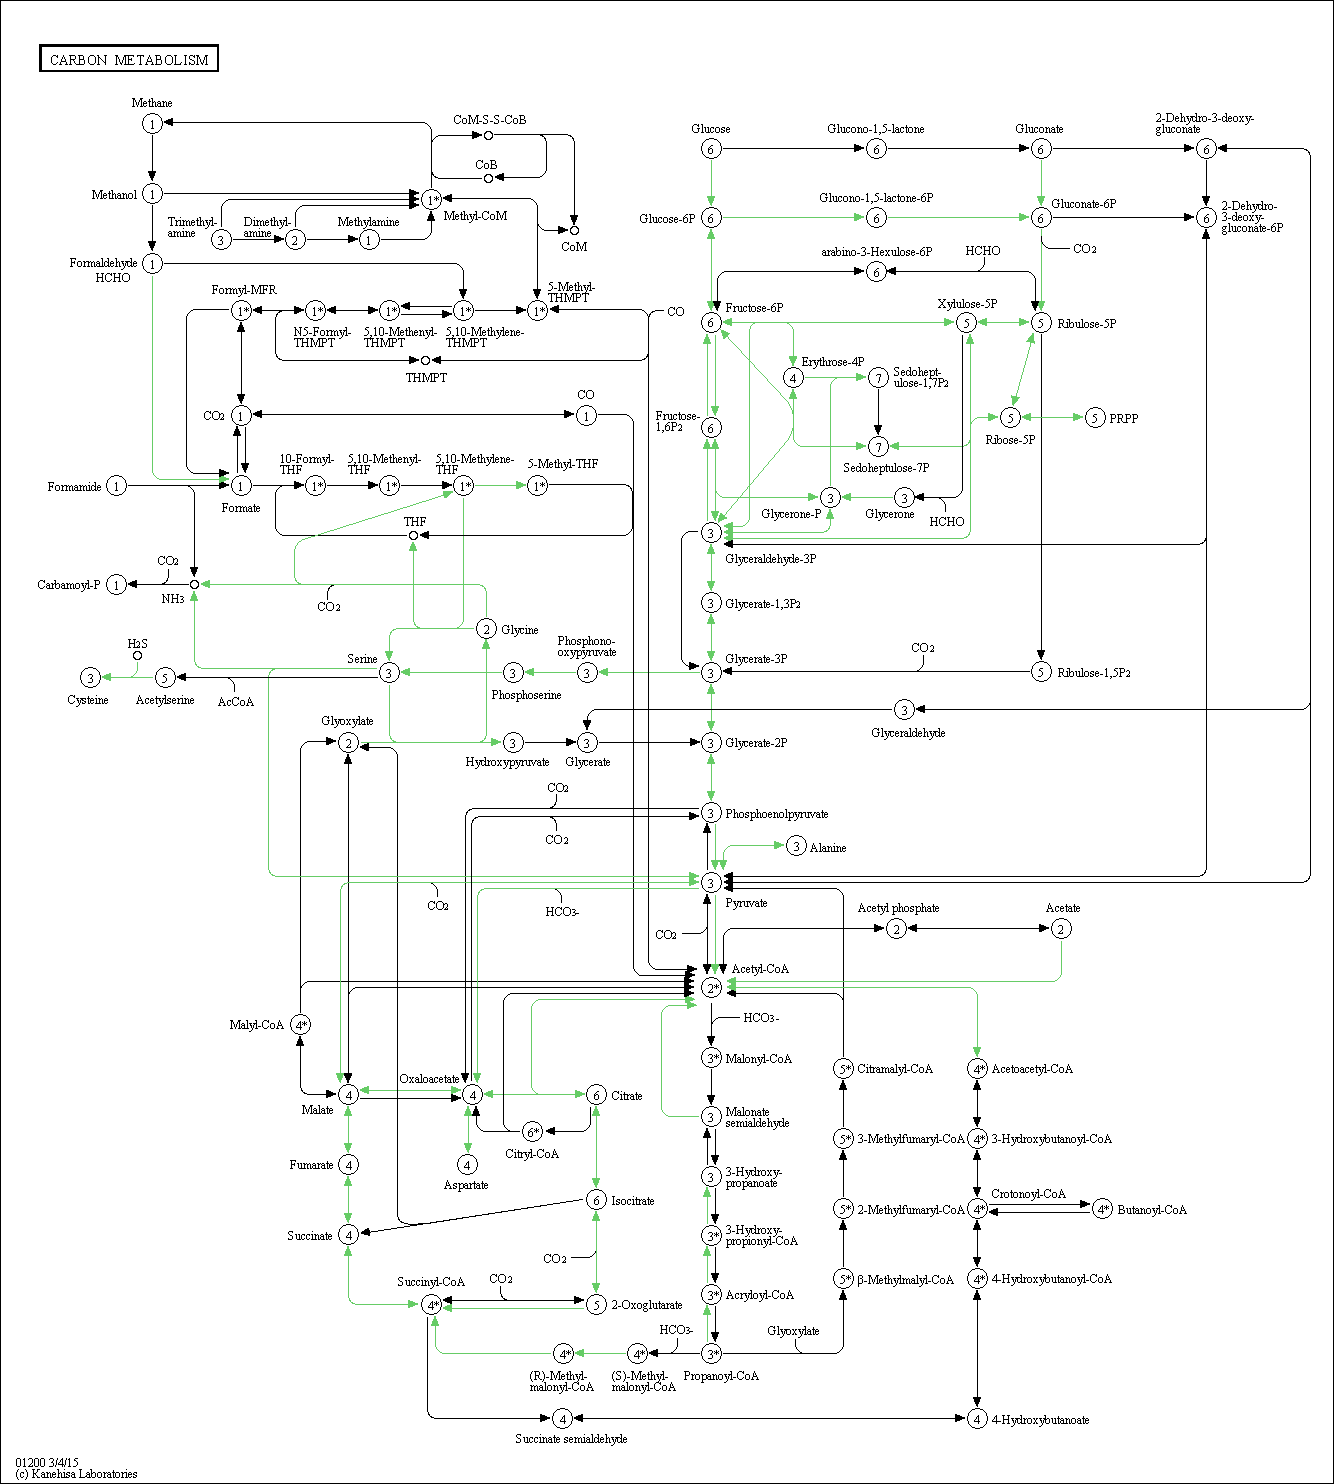 CARBON METABOLISM
Methane
1
CoM-S-S-CoB
CoB
Methanol
1
1*
Methyl-CoM
Trimethyl-
amine
3
Dimethyl-
amine
2
Methylamine
1
CoM
Formaldehyde
HCHO
1
Formyl-MFR
1*
1*
N5-Formyl-
THMPT
1*
5,10-Methenyl-
THMPT
1*
5,10-Methylene-
THMPT
5-Methyl-
THMPT
1*
CO
THMPT
CO2
1
CO
1
Formamide
1
1
Formate
10-Formyl-
THF
1*
5,10-Methenyl-
THF
1*
5,10-Methylene-
THF
1*
5-Methyl-THF
1*
THF
Carbamoyl-P
1
CO2
NH3
CO2
2
Glycine
H2S
3
Cysteine
5
Acetylserine
AcCoA
Serine
3
3
Phosphoserine
Phosphono-
oxypyruvate
3
Glucose
6
Glucono-1,5-lactone
6
Gluconate
6
2-Dehydro-3-deoxy-
gluconate
6
Glucose-6P
6
Glucono-1,5-lactone-6P
6
Gluconate-6P
6
6
2-Dehydro-
3-deoxy-
gluconate-6P
CO2
arabino-3-Hexulose-6P
6
HCHO
Fructose-6P
6
Xylulose-5P
5
5
Ribulose-5P
Erythrose-4P
4
7
Sedohept-
ulose-1,7P2
Fructose-
1,6P2
6
7
Sedoheptulose-7P
5
Ribose-5P
5
PRPP
3
Glycerone-P
3
Glycerone
HCHO
3
Glyceraldehyde-3P
3
Glycerate-1,3P2
3
Glycerate-3P
CO2
5
Ribulose-1,5P2
3
Glyceraldehyde
Glyoxylate
2
3
Hydroxypyruvate
3
Glycerate
3
Glycerate-2P
CO2
CO2
3
Phosphoenolpyruvate
3
Alanine
3
Pyruvate
CO2
HCO3-
CO2
Acetyl phosphate
2
Acetate
2
Acetyl-CoA
2*
HCO3-
Malyl-CoA
4*
3*
Malonyl-CoA
5*
Citramalyl-CoA
4*
Acetoacetyl-CoA
Malate
4
Oxaloacetate
4
6
Citrate
3
Malonate
semialdehyde
6*
Citryl-CoA
5*
3-Methylfumaryl-CoA
4*
3-Hydroxybutanoyl-CoA
Fumarate
4
4
Aspartate
3
3-Hydroxy-
propanoate
6
Isocitrate
5*
2-Methylfumaryl-CoA
Crotonoyl-CoA
4*
4*
Butanoyl-CoA
Succinate
4
3*
3-Hydroxy-
propionyl-CoA
CO2
Succinyl-CoA
4*
CO2
5
2-Oxoglutarate
3*
Acryloyl-CoA
5*
β-Methylmalyl-CoA
4*
4-Hydroxybutanoyl-CoA
4*
(R)-Methyl-
malonyl-CoA
4*
(S)-Methyl-
malonyl-CoA
HCO3-
3*
Propanoyl-CoA
Glyoxylate
4
Succinate semialdehyde
4
4-Hydroxybutanoate
01200 3/4/15
(c) Kanehisa Laboratories